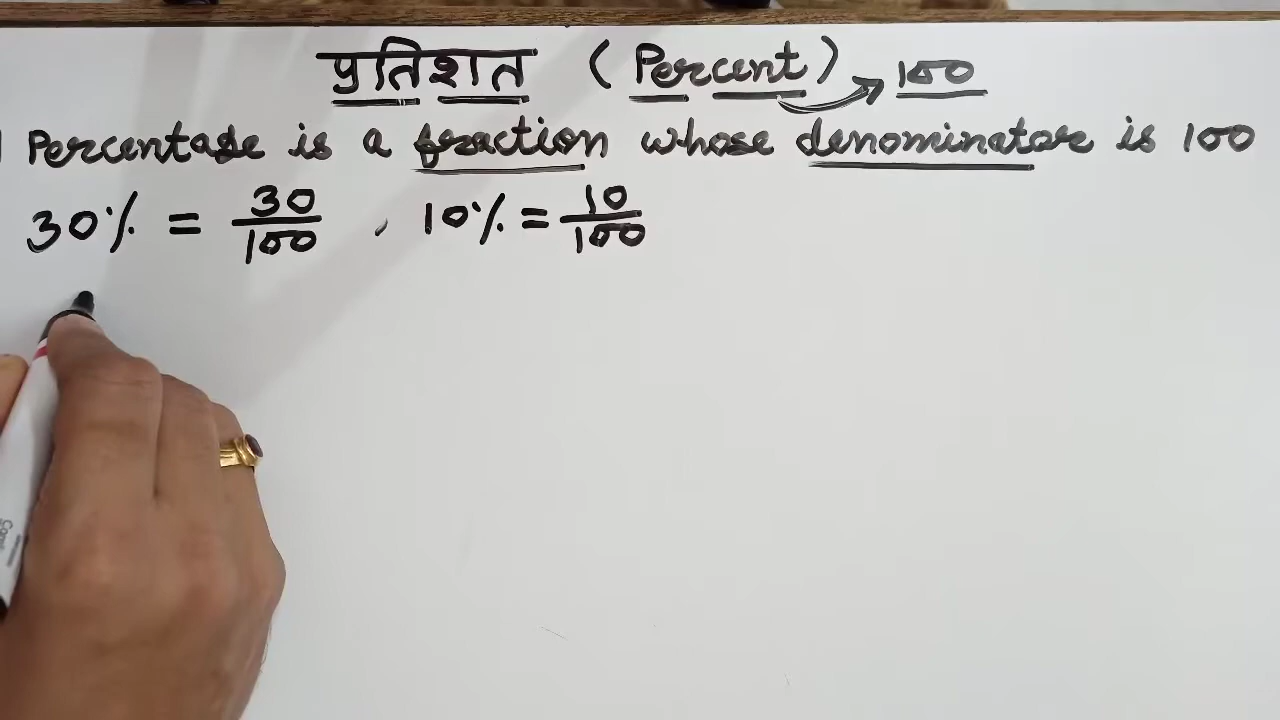 प्रतिशत (Percent) → 100
Percentage is a fraction whose denominator is 100
30% = 30/100 , 10% = 10/100